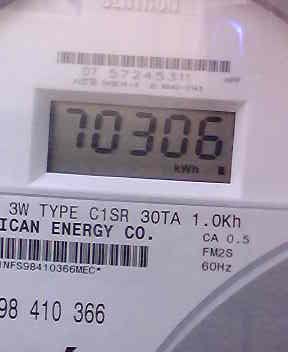 07 57245311
70306
kWh
3W TYPE C1SR 30TA 1.0Kh
ICAN ENERGY CO.
CA 0.5
FM2S
60Hz
1NFS98410366MEC*
98 410 366